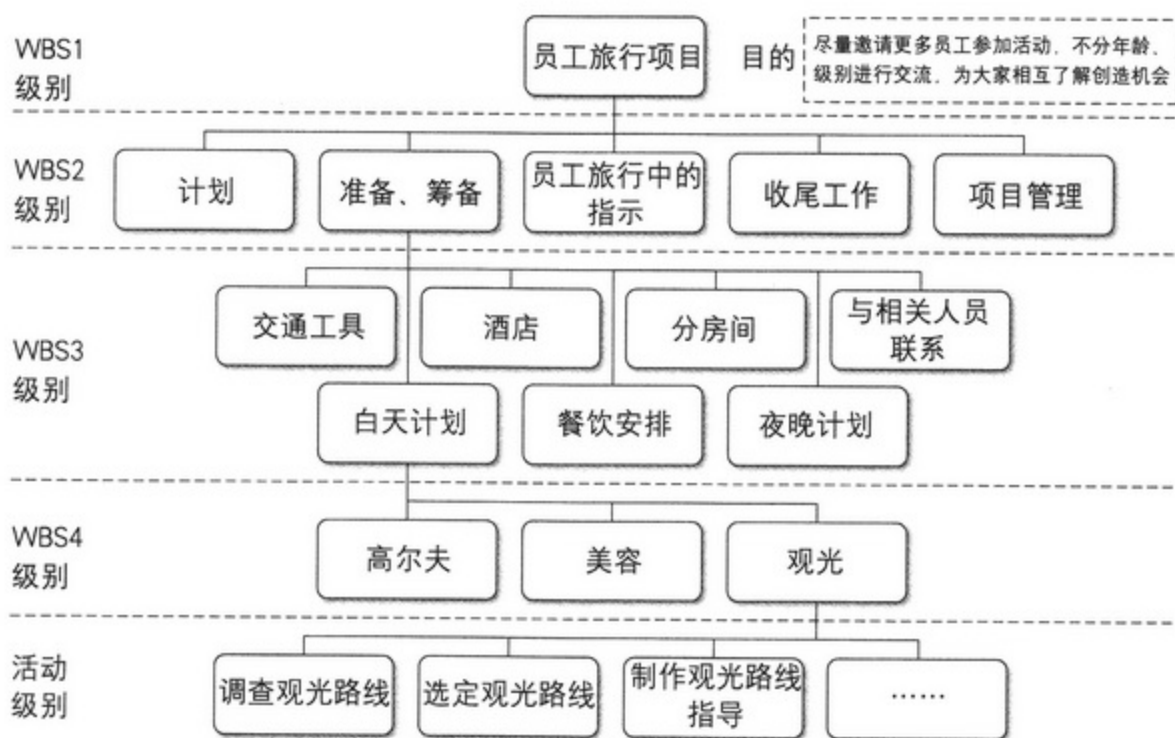 WBS1
级别
员工旅行项目
目的
尽量邀请更多员工参加活动，不分年龄、
级别进行交流，为大家相互了解创造机会
WBS2
级别
计划
准备、筹备
员工旅行中的
指示
收尾工作
项目管理
WBS3
级别
交通工具
酒店
分房间
与相关人员
联系
白天计划
餐饮安排
夜晚计划
WBS4
级别
高尔夫
美容
观光
活动
级别
调查观光路线
选定观光路线
制作观光路线
指导
……